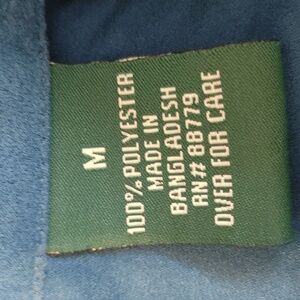 M
100% POLYESTER
MADE IN
BANGLADESH
RN# 88779
OVER FOR CARE